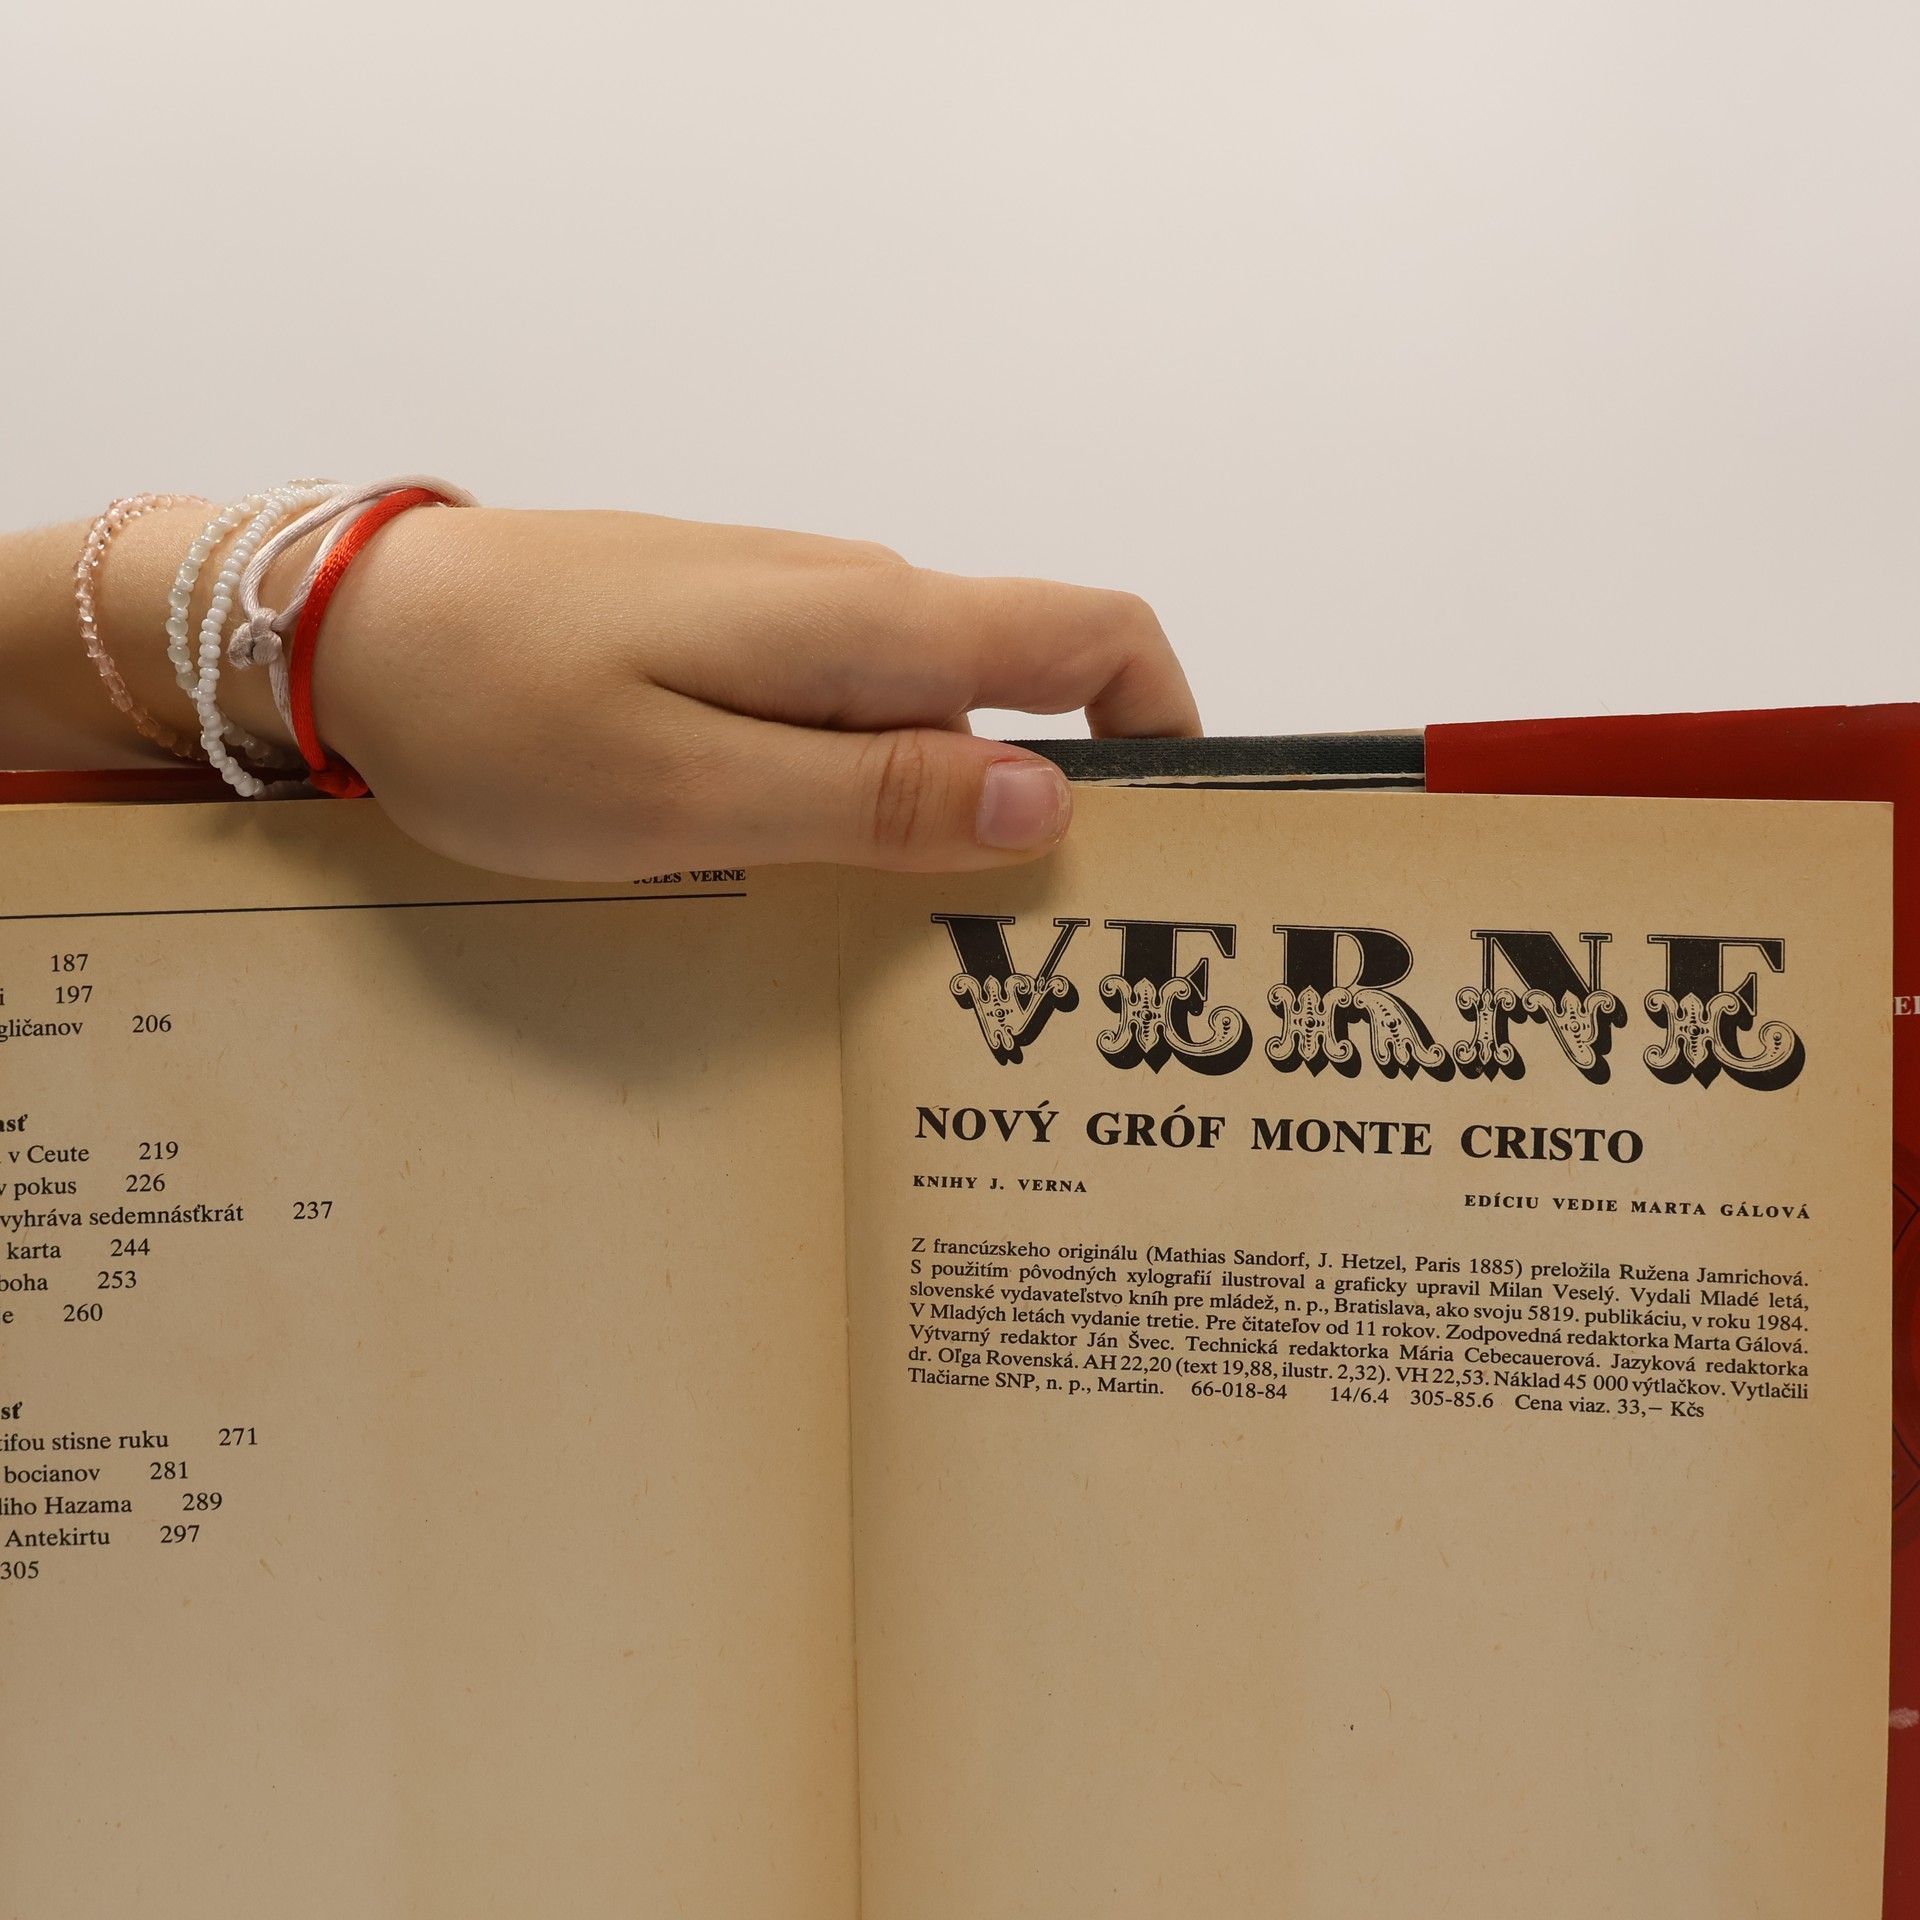 JULES VERNE
187
i 197
gličanov 206
asť
v Ceute 219
v pokus 226
vyhráva sedemnásťkrát 237
karta 244
boha 253
e 260
sť
tifou stisne ruku 271
bocianov 281
diho Hazama 289
Antekirtu 297
305
VERNE
NOVÝ GRÓF MONTE CRISTO
KNIHY J. VERNA
EDÍCIU VEDIE MARTA GÁLOVÁ
Z francúzskeho originálu (Mathias Sandorf, J. Hetzel, Paris 1885) preložila Ružena Jamrichová.
S použitím pôvodných xylografií ilustroval a graficky upravil Milan Veselý. Vydali Mladé letá,
slovenské vydavateľstvo kníh pre mládež, n. p., Bratislava, ako svoju 5819. publikáciu, v roku 1984.
V Mladých letách vydanie tretie. Pre čitateľov od 11 rokov. Zodpovedná redaktorka Marta Gálová.
Výtvarný redaktor Ján Švec. Technická redaktorka Mária Cebecauerová. Jazyková redaktorka
dr. Oľga Rovenská. AH 22,20 (text 19,88, ilustr. 2,32). VH 22,53. Náklad 45 000 výtlačkov. Vytlačili
Tlačiarne SNP, n. p., Martin. 66-018-84 14/6.4 305-85.6 Cena viaz. 33,– Kčs